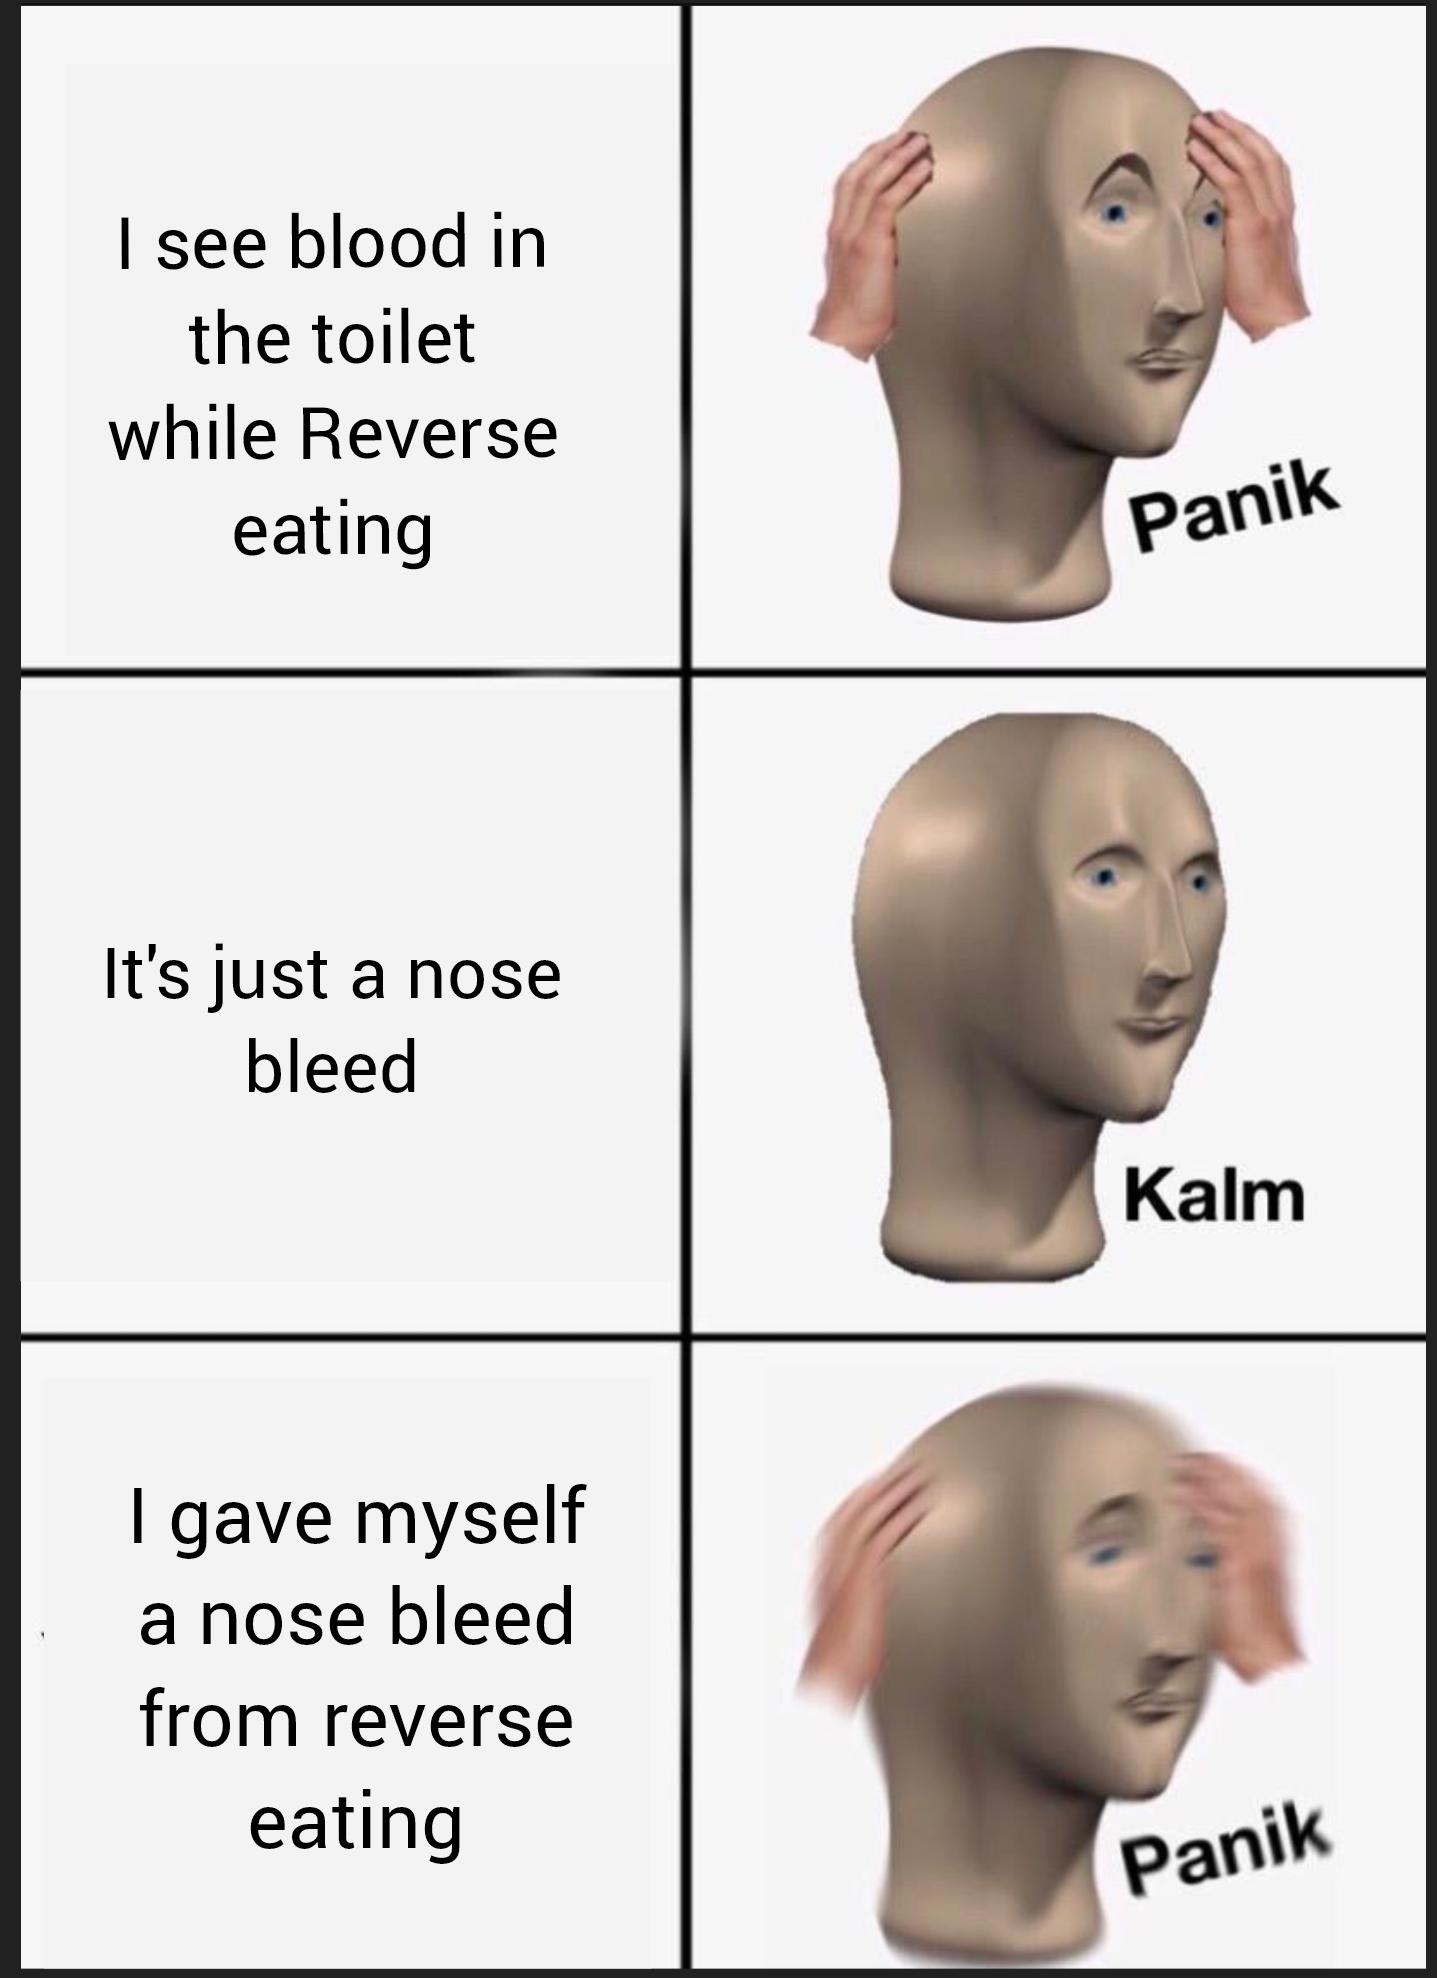 I see blood in
the toilet
while Reverse
eating
Panik
It's just a nose
bleed
Kalm
I gave myself
a nose bleed
from reverse
eating
Panik